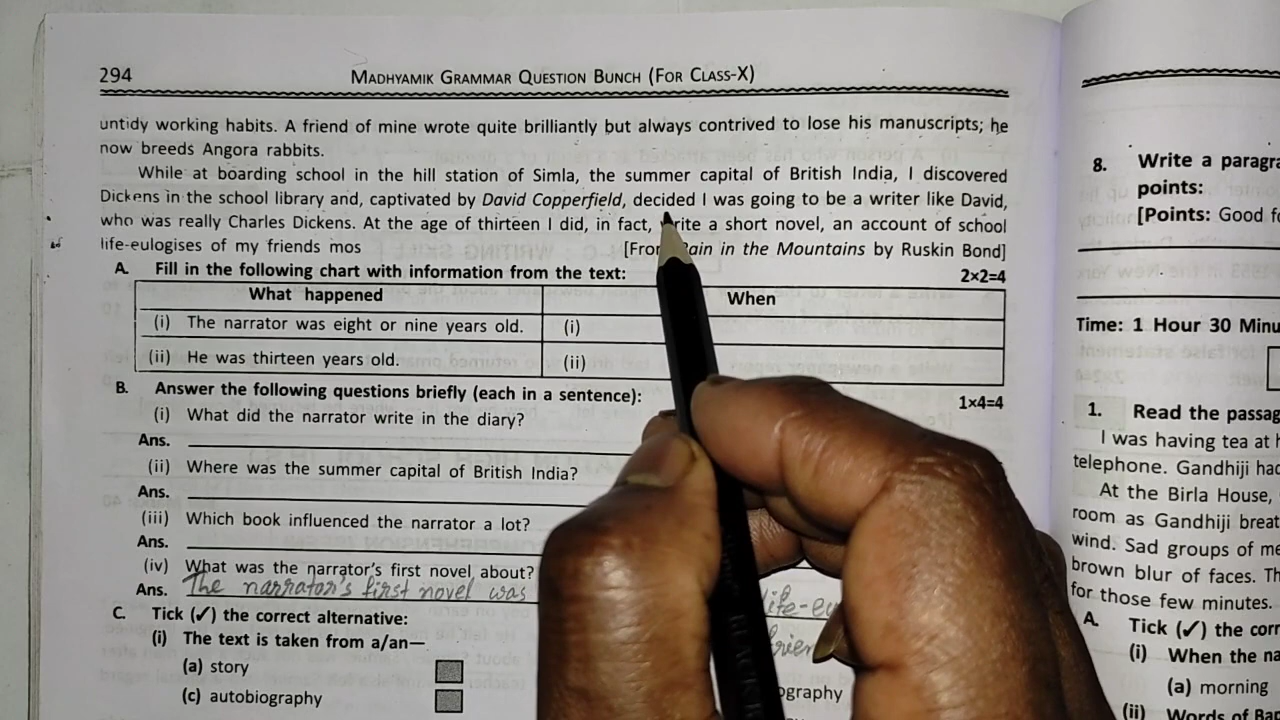 294
MADHYAMIK GRAMMAR QUESTION BUNCH (FOR CLASS-X)
untidy working habits. A friend of mine wrote quite brilliantly but always contrived to lose his manuscripts; he
now breeds Angora rabbits.
While at boarding school in the hill station of Simla, the summer capital of British India, I discovered
Dickens in the school library and, captivated by David Copperfield, decided I was going to be a writer like David,
who was really Charles Dickens. At the age of thirteen I did, in fact, write a short novel, an account of school
life-eulogises of my friends mos [From Rain in the Mountains by Ruskin Bond]
A. Fill in the following chart with information from the text: 2×2=4
What happened When
(i) The narrator was eight or nine years old. (i)
(ii) He was thirteen years old. (ii)
B. Answer the following questions briefly (each in a sentence): 1×4=4
(i) What did the narrator write in the diary?
Ans.
(ii) Where was the summer capital of British India?
Ans.
(iii) Which book influenced the narrator a lot?
Ans.
(iv) What was the narrator's first novel about?
Ans. The narrator's first novel was
C. Tick (✓) the correct alternative:
(i) The text is taken from a/an—
(a) story
(c) autobiography
8. Write a
points:
[Points: Good
Time: 1 Hour 30
1. Read the
I was having tea at
telephone. Gandhiji
At the Birla House,
room as Gandhiji
wind. Sad groups of
brown blur of faces.
for those few minutes.
A. Tick (✓) the
(i) When the
(a) morning
(ii) Words of